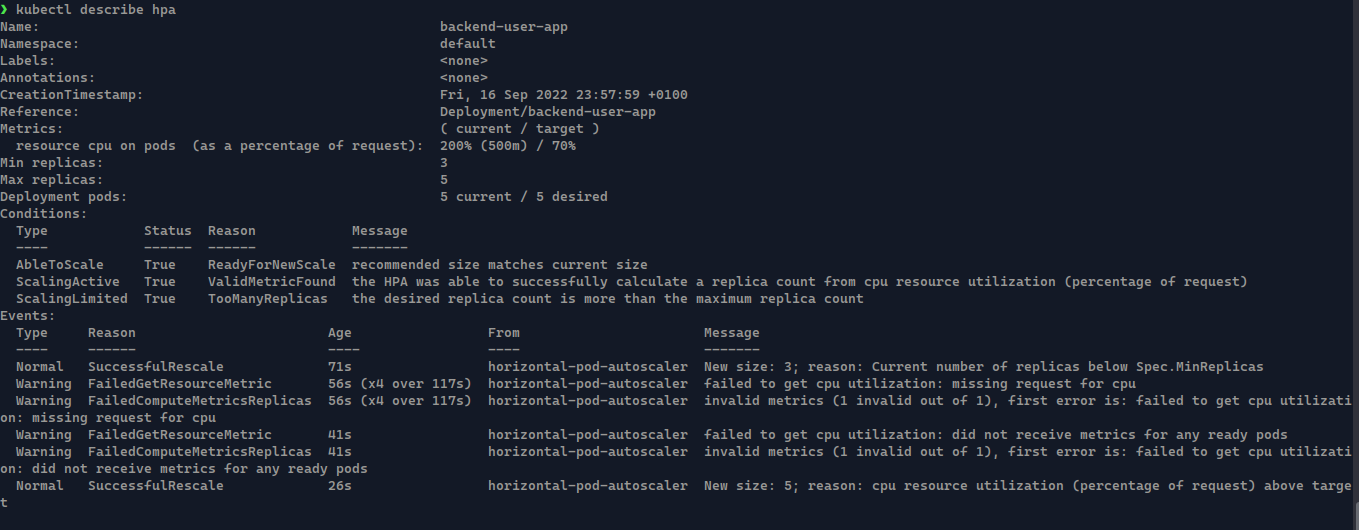 ❯ kubectl describe hpa
Name:                                                  backend-user-app
Namespace:                                             default
Labels:                                                <none>
Annotations:                                           <none>
CreationTimestamp:                                     Fri, 16 Sep 2022 23:57:59 +0100
Reference:                                             Deployment/backend-user-app
Metrics:                                               ( current / target )
  resource cpu on pods  (as a percentage of request):  200% (500m) / 70%
Min replicas:                                          3
Max replicas:                                          5
Deployment pods:                                       5 current / 5 desired
Conditions:
  Type            Status  Reason            Message
  ----            ------  ------            -------
  AbleToScale     True    ReadyForNewScale  recommended size matches current size
  ScalingActive   True    ValidMetricFound  the HPA was able to successfully calculate a replica count from cpu resource utilization (percentage of request)
  ScalingLimited  True    TooManyReplicas   the desired replica count is more than the maximum replica count
Events:
  Type     Reason                        Age                 From                       Message
  ----     ------                        ----                ----                       -------
  Normal   SuccessfulRescale             71s                 horizontal-pod-autoscaler  New size: 3; reason: Current number of replicas below Spec.MinReplicas
  Warning  FailedGetResourceMetric       56s (x4 over 117s)  horizontal-pod-autoscaler  failed to get cpu utilization: missing request for cpu
  Warning  FailedComputeMetricsReplicas  56s (x4 over 117s)  horizontal-pod-autoscaler  invalid metrics (1 invalid out of 1), first error is: failed to get cpu utilizati
on: missing request for cpu
  Warning  FailedGetResourceMetric       41s                 horizontal-pod-autoscaler  failed to get cpu utilization: did not receive metrics for any ready pods
  Warning  FailedComputeMetricsReplicas  41s                 horizontal-pod-autoscaler  invalid metrics (1 invalid out of 1), first error is: failed to get cpu utilizati
on: did not receive metrics for any ready pods
  Normal   SuccessfulRescale             26s                 horizontal-pod-autoscaler  New size: 5; reason: cpu resource utilization (percentage of request) above targe
t